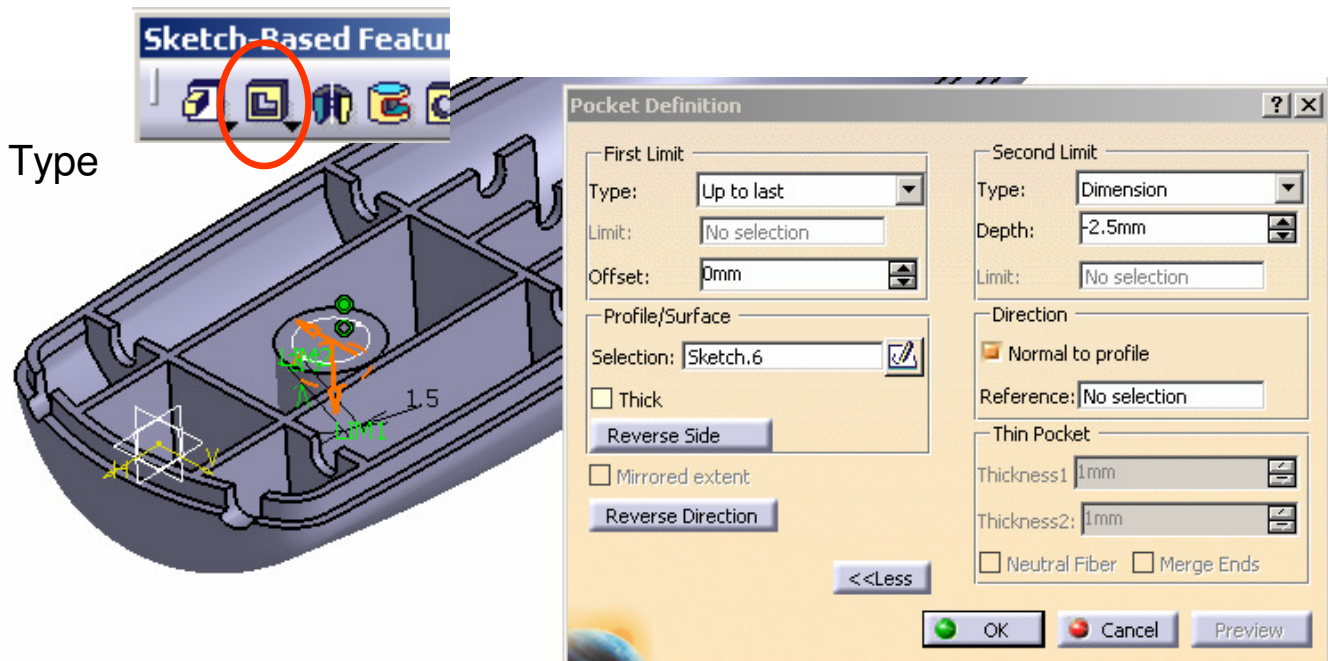 Sketch-Based Featu
Type
Pocket Definition
First Limit
Type: Up to last
Limit: No selection
Offset: 0mm
Profile/Surface
Selection: Sketch.6
Thick
Reverse Side
Mirrored extent
Reverse Direction
<<Less
Second Limit
Type: Dimension
Depth: -2.5mm
Limit: No selection
Direction
Normal to profile
Reference: No selection
Thin Pocket
Thickness1 1mm
Thickness2: 1mm
Neutral Fiber Merge Ends
OK Cancel Preview
LIM2
1.5
LIM1
H V